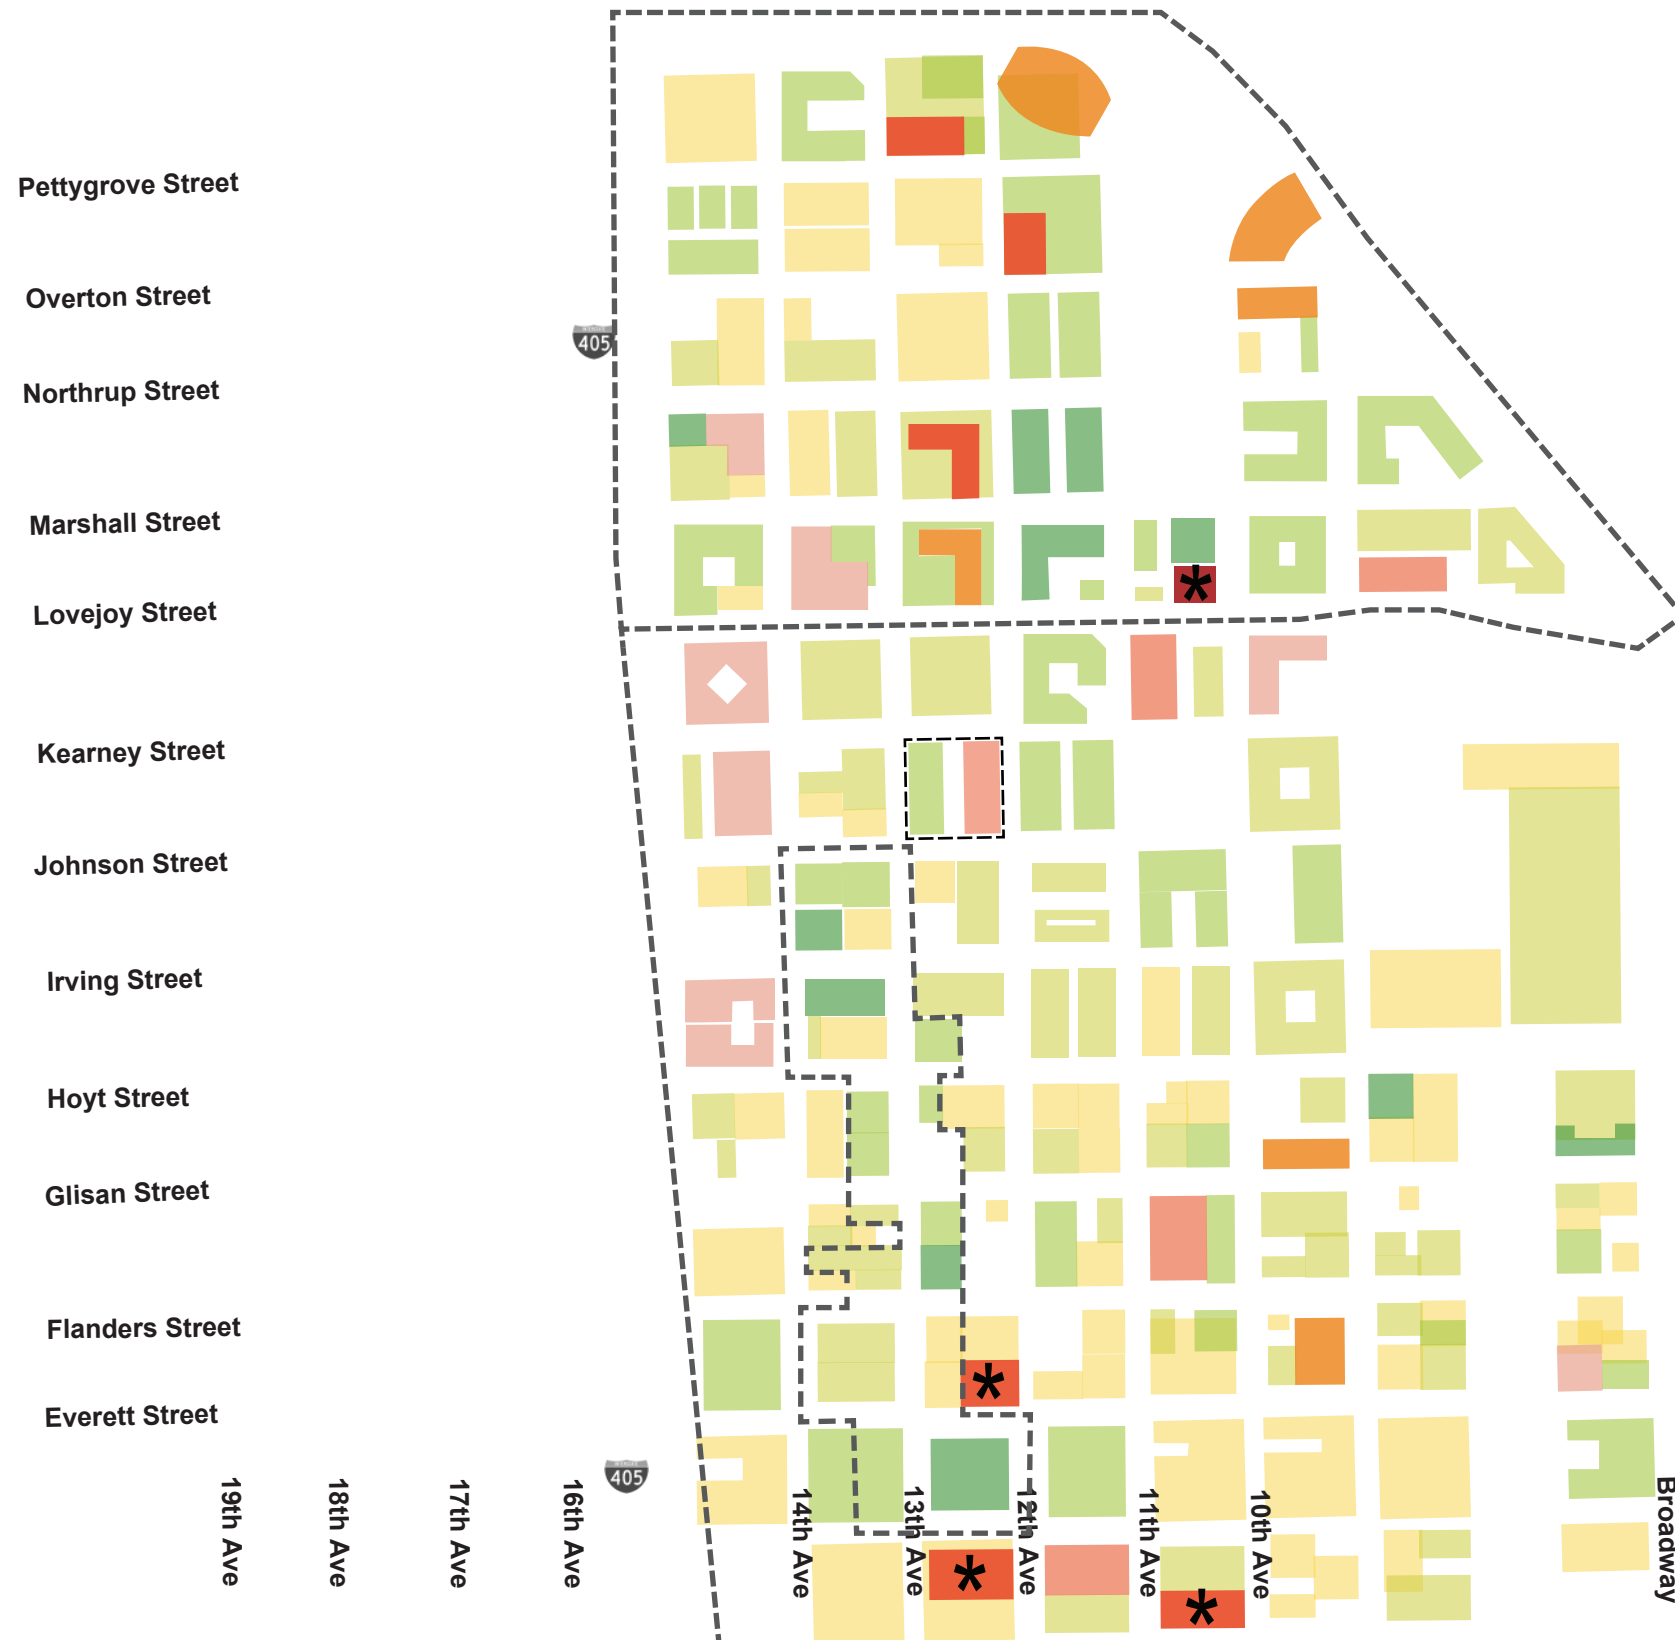 Pettygrove Street
Overton Street
405
Northrup Street
Marshall Street
*
Lovejoy Street
Kearney Street
Johnson Street
Irving Street
Hoyt Street
Glisan Street
Flanders Street
*
Everett Street
405
19th Ave
18th Ave
17th Ave
16th Ave
14th Ave
13th Ave
12th Ave
11th Ave
10th Ave
Broadway
*
*